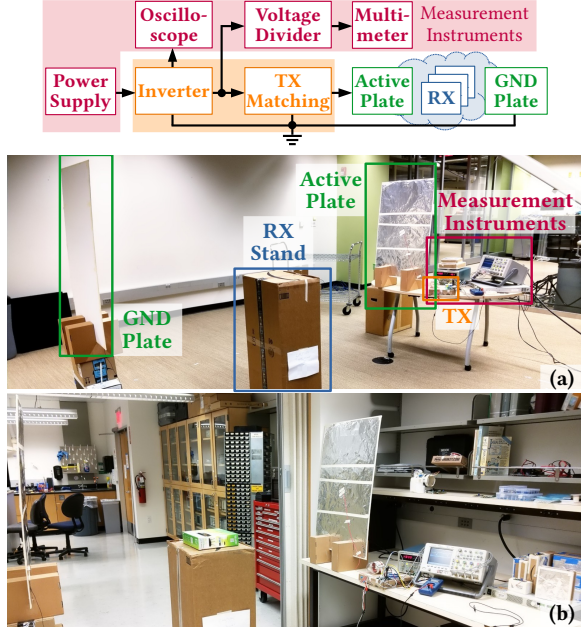 Oscillo-
scope
Voltage
Divider
Multi-
meter
Measurement
Instruments
Power
Supply
Inverter
TX
Matching
Active
Plate
RX
GND
Plate
Active
Plate
Measurement
Instruments
RX
Stand
GND
Plate
TX
(a)
(b)